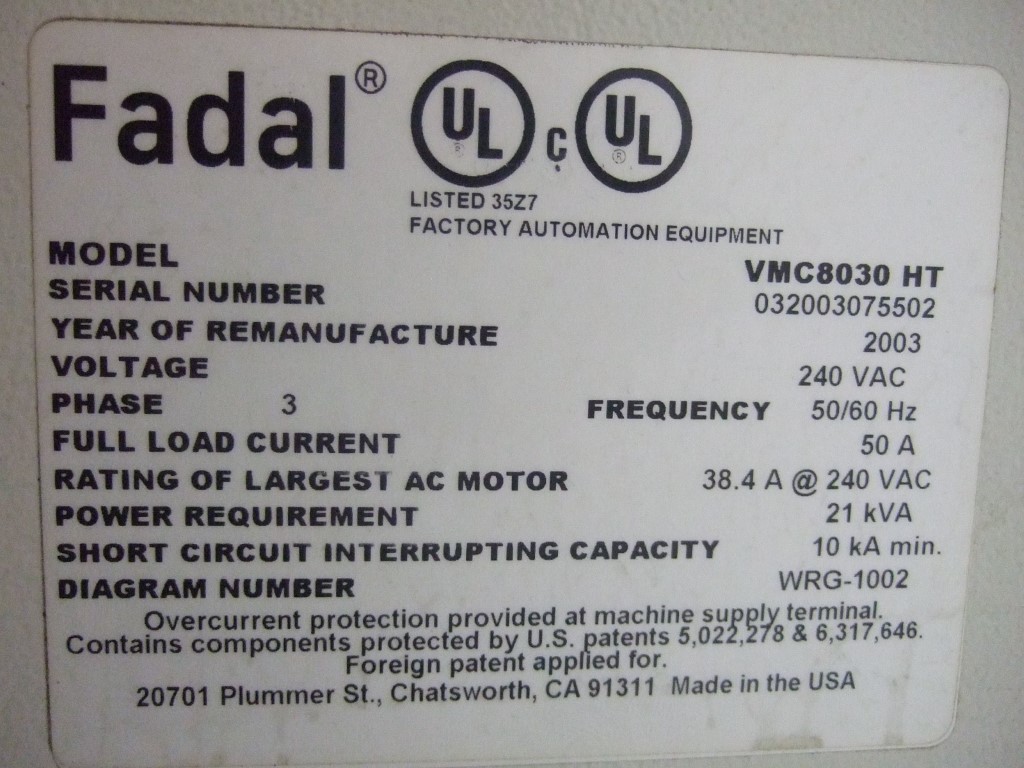 Fadal® UL ® c UL ®
LISTED 35Z7
FACTORY AUTOMATION EQUIPMENT
MODEL VMC8030 HT
SERIAL NUMBER 032003075502
YEAR OF REMANUFACTURE 2003
VOLTAGE 240 VAC
PHASE 3 FREQUENCY 50/60 Hz
FULL LOAD CURRENT 50 A
RATING OF LARGEST AC MOTOR 38.4 A @ 240 VAC
POWER REQUIREMENT 21 kVA
SHORT CIRCUIT INTERRUPTING CAPACITY 10 kA min.
DIAGRAM NUMBER WRG-1002
Overcurrent protection provided at machine supply terminal.
Contains components protected by U.S. patents 5,022,278 & 6,317,646.
Foreign patent applied for.
20701 Plummer St., Chatsworth, CA 91311 Made in the USA